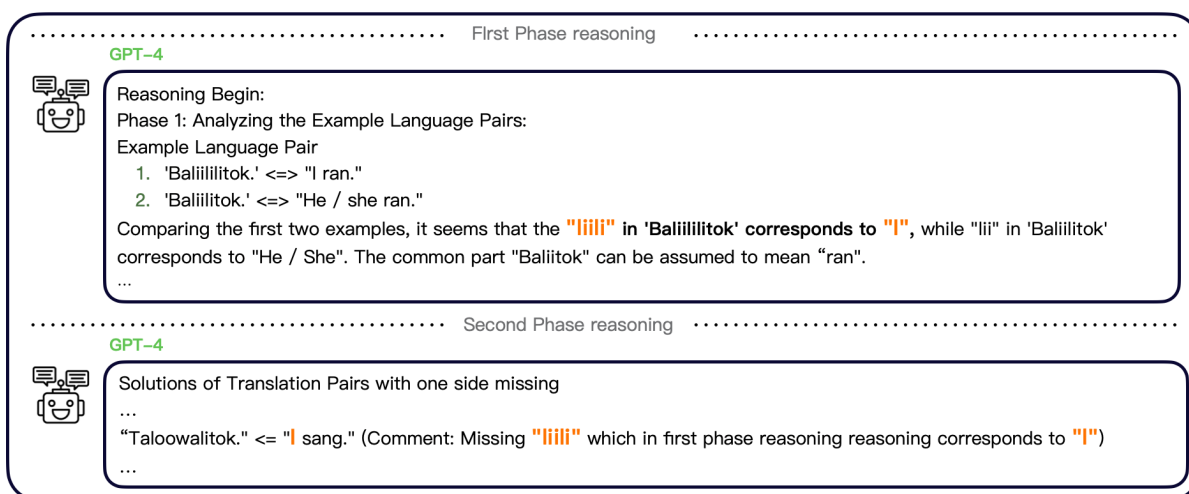 First Phase reasoning
GPT-4
Reasoning Begin:
Phase 1: Analyzing the Example Language Pairs:
Example Language Pair
1. 'Baliililitok.' <=> "I ran."
2. 'Baliilitok.' <=> "He / she ran."
Comparing the first two examples, it seems that the "liili" in 'Baliililitok' corresponds to "I", while "lii" in 'Baliilitok'
corresponds to "He / She". The common part "Baliitok" can be assumed to mean “ran".
...
Second Phase reasoning
GPT-4
Solutions of Translation Pairs with one side missing
...
“Taloowalitok." <= "I sang." (Comment: Missing "liili" which in first phase reasoning reasoning corresponds to "I")
...